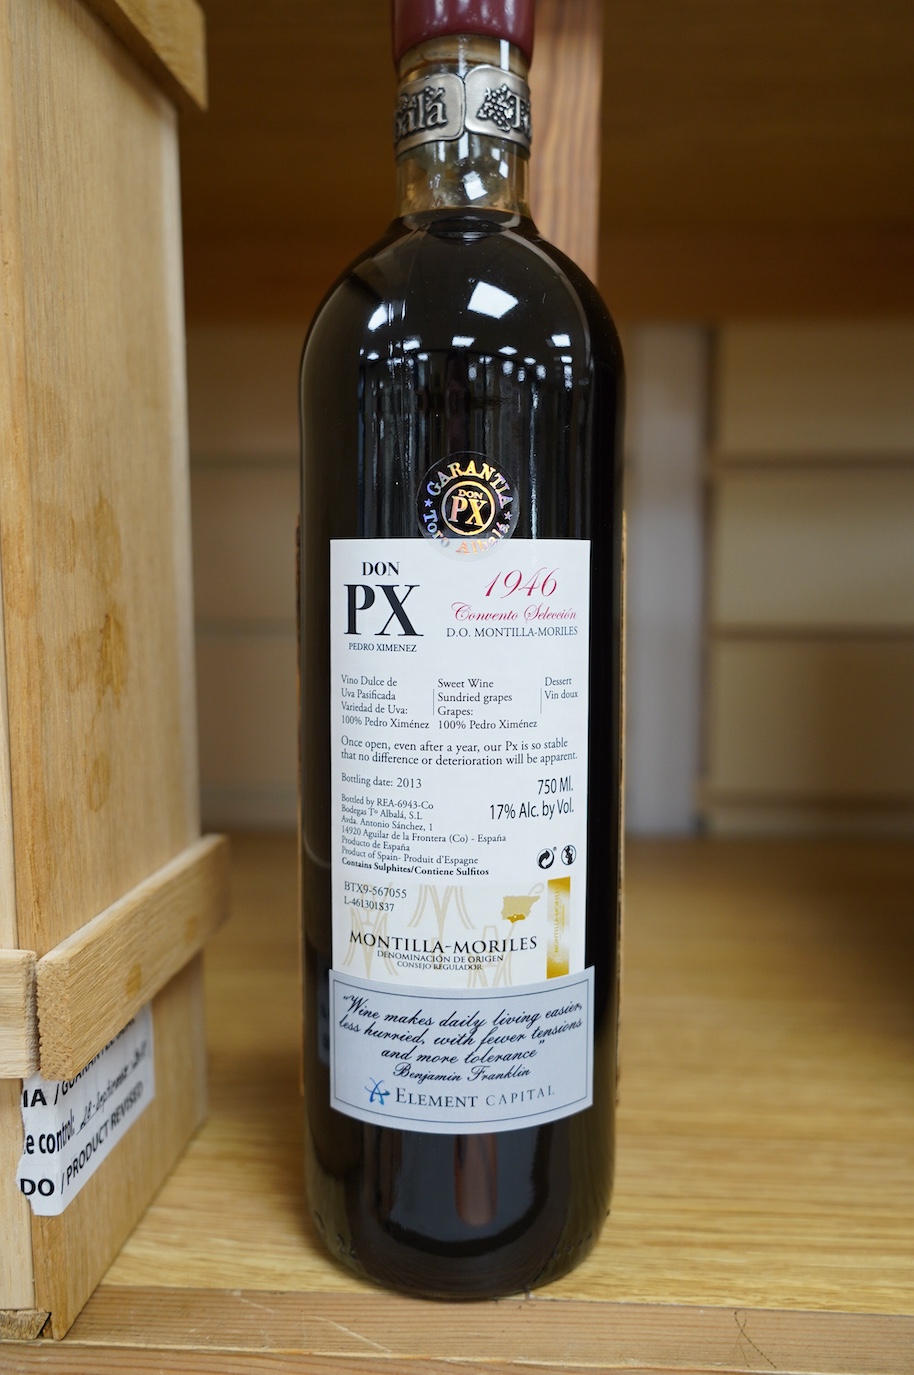 GARANTIA
DON
PX
Toro Albalá
DON
PX
PEDRO XIMENEZ
1946
Convento Selección
D.O. MONTILLA-MORILES
Vino Dulce de
Uva Pasificada
Variedad de Uva:
100% Pedro Ximénez
Sweet Wine
Sundried grapes
Grapes:
100% Pedro Ximénez
Dessert
Vin doux
Once open, even after a year, our Px is so stable
that no difference or deterioration will be apparent.
Bottling date: 2013
750 Ml.
17% Alc. by Vol.
Bottled by REA-6943-Co
Bodegas Tº Albalá, S.L
Avda. Antonio Sánchez, 1
14920 Aguilar de la Frontera (Co) - España
Producto de España
Product of Spain- Produit d'Espagne
Contains Sulphites/Contiene Sulfitos
BTX9-567055
L-461301S37
MONTILLA-MORILES
MONTILLA-MORILES
DENOMINACIÓN DE ORIGEN
CONSEJO REGULADOR
"Wine makes daily living easier,
less hurried, with fewer tensions
and more tolerance"
Benjamin Franklin
ELEMENT CAPITAL
IA /
e control:
DO / PRODUCT REVISED